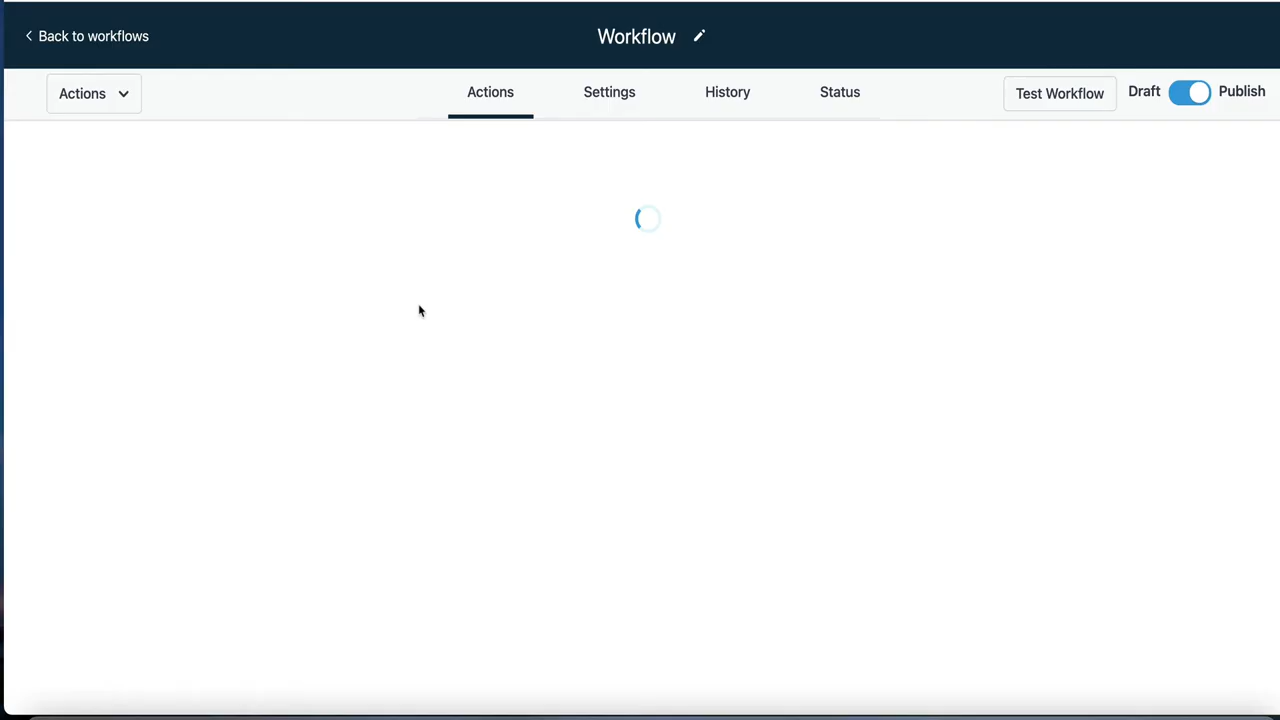 Back to workflows
Workflow
Actions
Actions
Settings
History
Status
Test Workflow
Draft
Publish